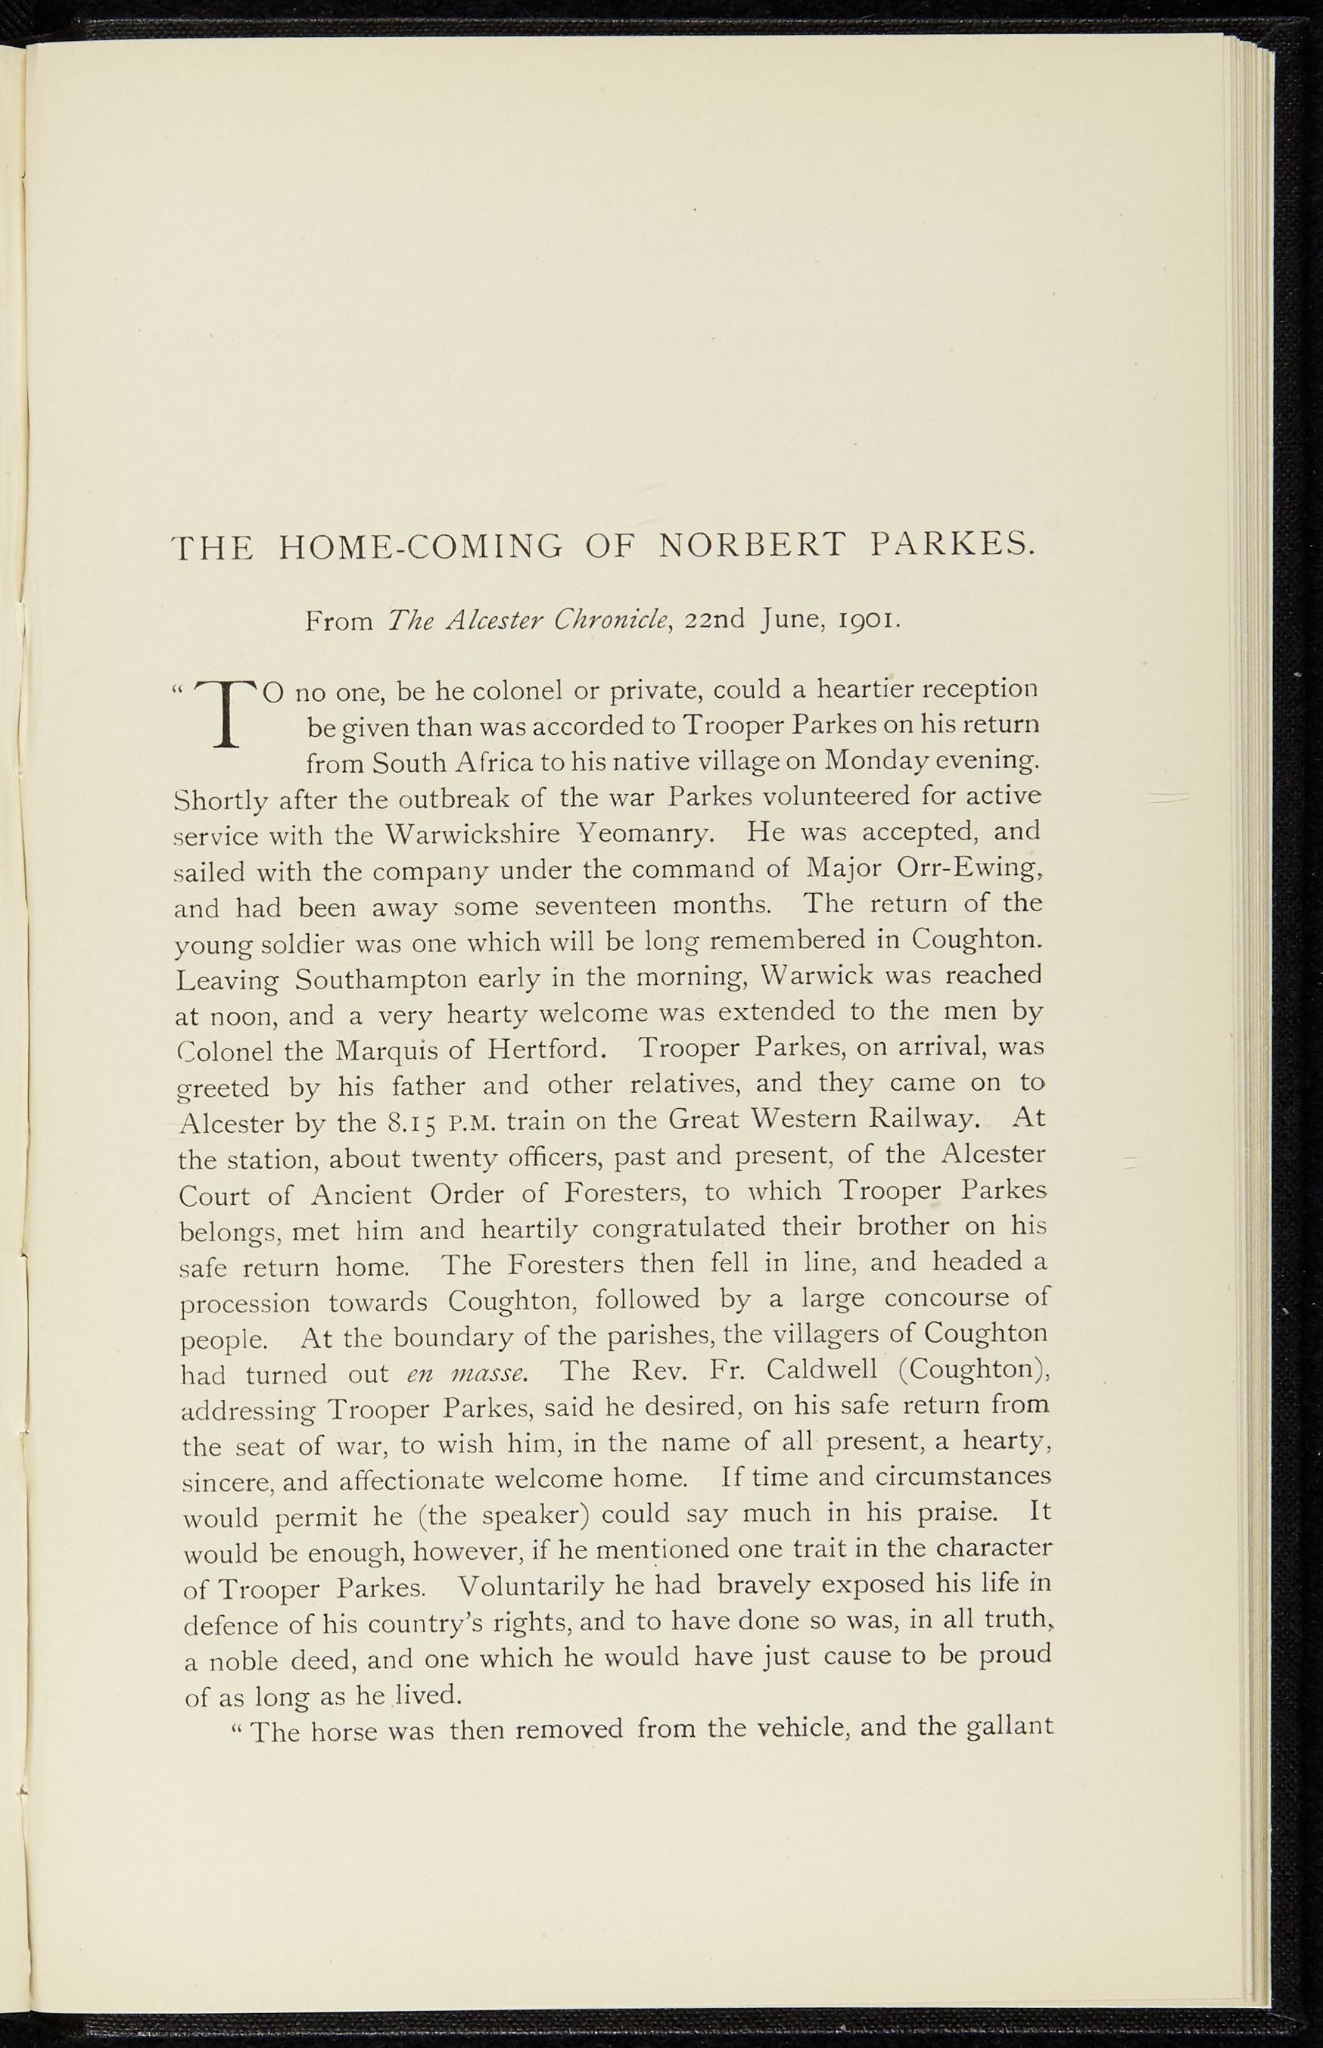 THE HOME-COMING OF NORBERT PARKES.
From The Alcester Chronicle, 22nd June, 1901.
“TO no one, be he colonel or private, could a heartier reception
be given than was accorded to Trooper Parkes on his return
from South Africa to his native village on Monday evening.
Shortly after the outbreak of the war Parkes volunteered for active
service with the Warwickshire Yeomanry. He was accepted, and
sailed with the company under the command of Major Orr-Ewing,
and had been away some seventeen months. The return of the
young soldier was one which will be long remembered in Coughton.
Leaving Southampton early in the morning, Warwick was reached
at noon, and a very hearty welcome was extended to the men by
Colonel the Marquis of Hertford. Trooper Parkes, on arrival, was
greeted by his father and other relatives, and they came on to
Alcester by the 8.15 P.M. train on the Great Western Railway. At
the station, about twenty officers, past and present, of the Alcester
Court of Ancient Order of Foresters, to which Trooper Parkes
belongs, met him and heartily congratulated their brother on his
safe return home. The Foresters then fell in line, and headed a
procession towards Coughton, followed by a large concourse of
people. At the boundary of the parishes, the villagers of Coughton
had turned out en masse. The Rev. Fr. Caldwell (Coughton),
addressing Trooper Parkes, said he desired, on his safe return from
the seat of war, to wish him, in the name of all present, a hearty,
sincere, and affectionate welcome home. If time and circumstances
would permit he (the speaker) could say much in his praise. It
would be enough, however, if he mentioned one trait in the character
of Trooper Parkes. Voluntarily he had bravely exposed his life in
defence of his country’s rights, and to have done so was, in all truth,
a noble deed, and one which he would have just cause to be proud
of as long as he lived.
“The horse was then removed from the vehicle, and the gallant